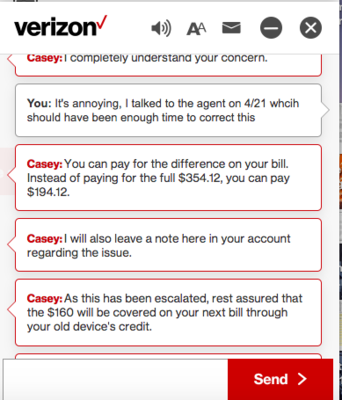 verizon
AA
Casey: I completely understand your concern.
You: It's annoying, I talked to the agent on 4/21 whcih
should have been enough time to correct this
Casey: You can pay for the difference on your bill.
Instead of paying for the full $354.12, you can pay
$194.12.
Casey: I will also leave a note here in your account
regarding the issue.
Casey: As this has been escalated, rest assured that
the $160 will be covered on your next bill through
your old device's credit.
Send